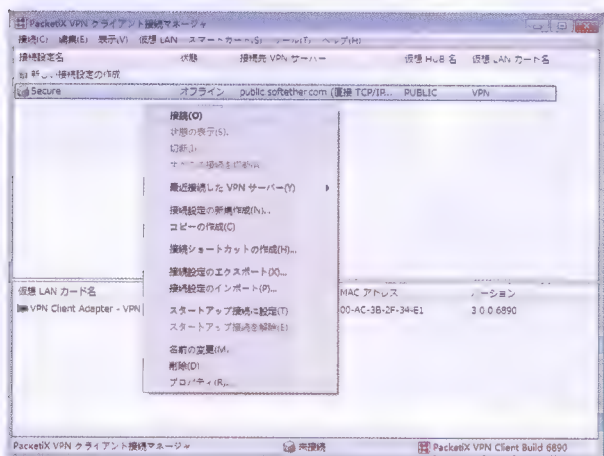 PacketiX VPN クライアント接続マネージャ
接続(C) 編集(E) 表示(V) 仮想 LAN スマートカード(S) ツール(T) ヘルプ(H)
接続設定名 状態 接続先 VPN サーバー 仮想 HUB 名 仮想 LAN カード名
新しい接続設定の作成
Secure オフライン public.softether.com (直接 TCP/IP... PUBLIC VPN
接続(O)
状態の表示(S)...
切断(I)
すべての接続を
最近接続した VPN サーバー(Y)
接続設定の新規作成(N)...
コピーの作成(C)
接続ショートカットの作成(H)...
接続設定のエクスポート(X)...
接続設定のインポート(P)...
スタートアップ接続に設定(T)
スタートアップ接続を解除(E)
名前の変更(M)
削除(D)
プロパティ(R)...
仮想 LAN カード名 MAC アドレス バージョン
VPN Client Adapter - VPN 00-AC-3B-2F-34-E1 3.0.0.6890
PacketiX VPN クライアント接続マネージャ 未接続 PacketiX VPN Client Build 6890